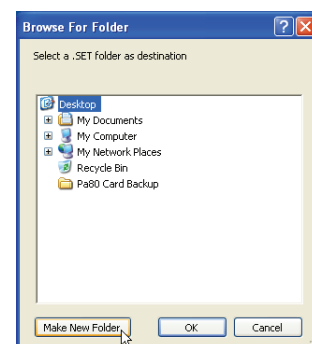 Browse For Folder
Select a .SET folder as destination
Desktop
My Documents
My Computer
My Network Places
Recycle Bin
Pa80 Card Backup
Make New Folder OK Cancel